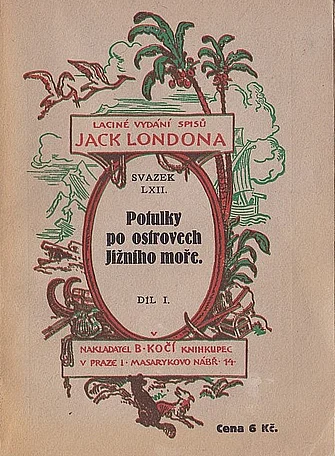 LACINÉ VYDÁNÍ SPISŮ
JACK LONDONA
SVAZEK
LXII.
Potulky
po ostrovech
Jižního moře.
DÍL I.
V
NAKLADATEL B·KOČÍ KNIHKUPEC
V PRAZE I·MASARYKOVO NÁBŘ·14·
Cena 6 Kč.